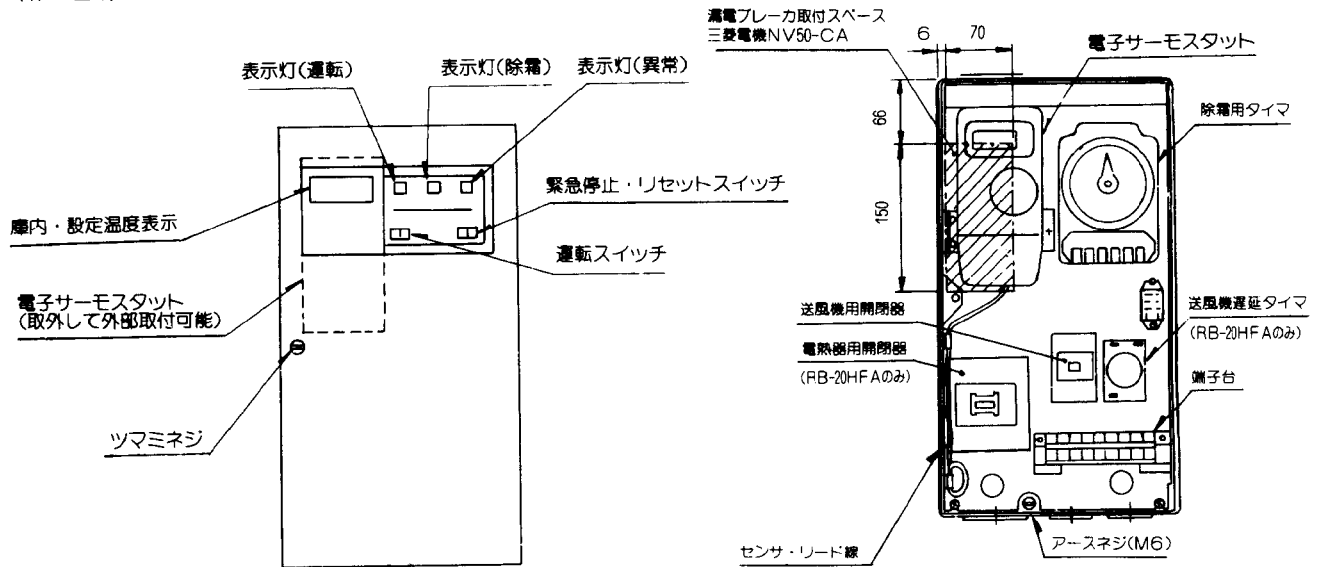 漏電ブレーカ取付スペース
三菱電機NV50-CA
6
70
電子サーモスタット
表示灯(運転)
表示灯(除霜)
表示灯(異常)
66
除霜用タイマ
緊急停止・リセットスイッチ
庫内・設定温度表示
150
運転スイッチ
電子サーモスタット
(取外して外部取付可能)
送風機用開閉器
送風機遅延タイマ
(RB-20HFAのみ)
電熱器用開閉器
(RB-20HFAのみ)
端子台
ツマミネジ
センサ・リード線
アースネジ(M6)